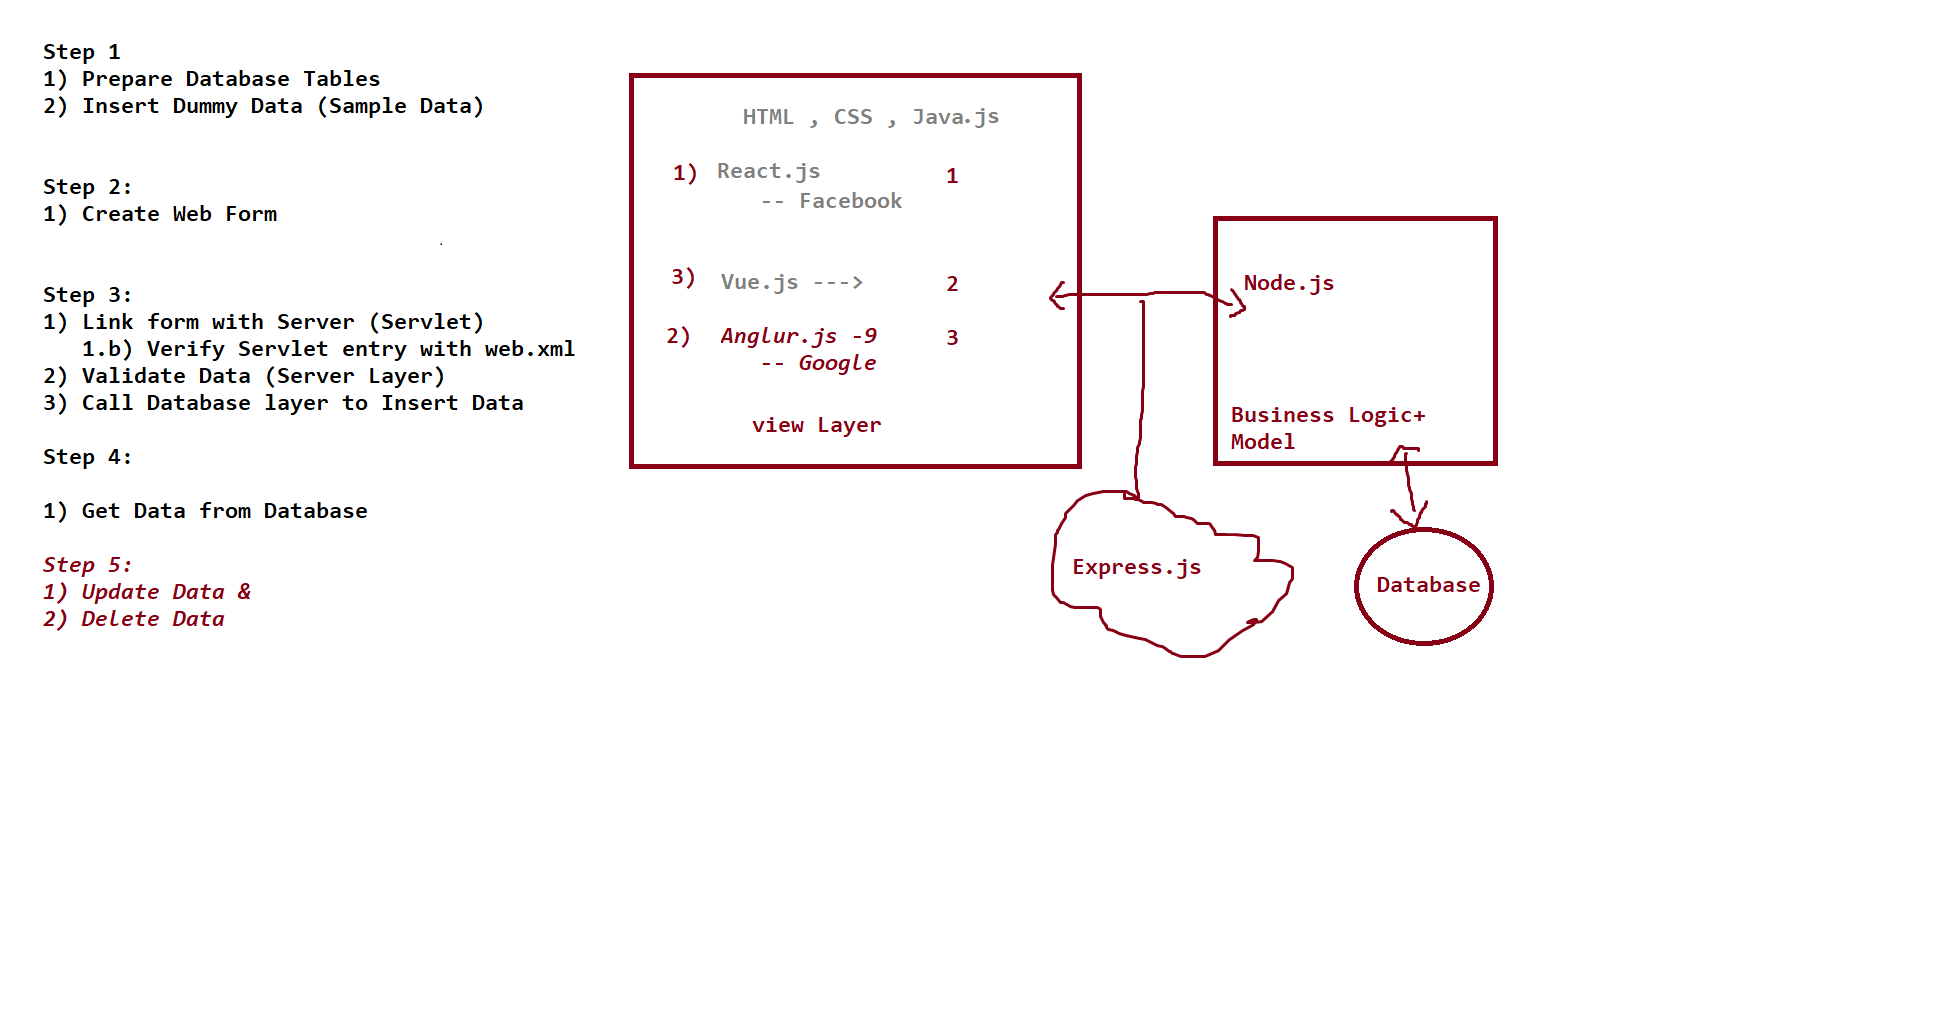 Step 1
1) Prepare Database Tables
2) Insert Dummy Data (Sample Data)
Step 2:
1) Create Web Form
Step 3:
1) Link form with Server (Servlet)
1.b) Verify Servlet entry with web.xml
2) Validate Data (Server Layer)
3) Call Database layer to Insert Data
Step 4:
1) Get Data from Database
Step 5:
1) Update Data &
2) Delete Data
HTML , CSS , Java.js
1) React.js 1
-- Facebook
3) Vue.js ---> 2
2) Anglur.js -9 3
-- Google
view Layer
Node.js
Business Logic+
Model
Express.js
Database